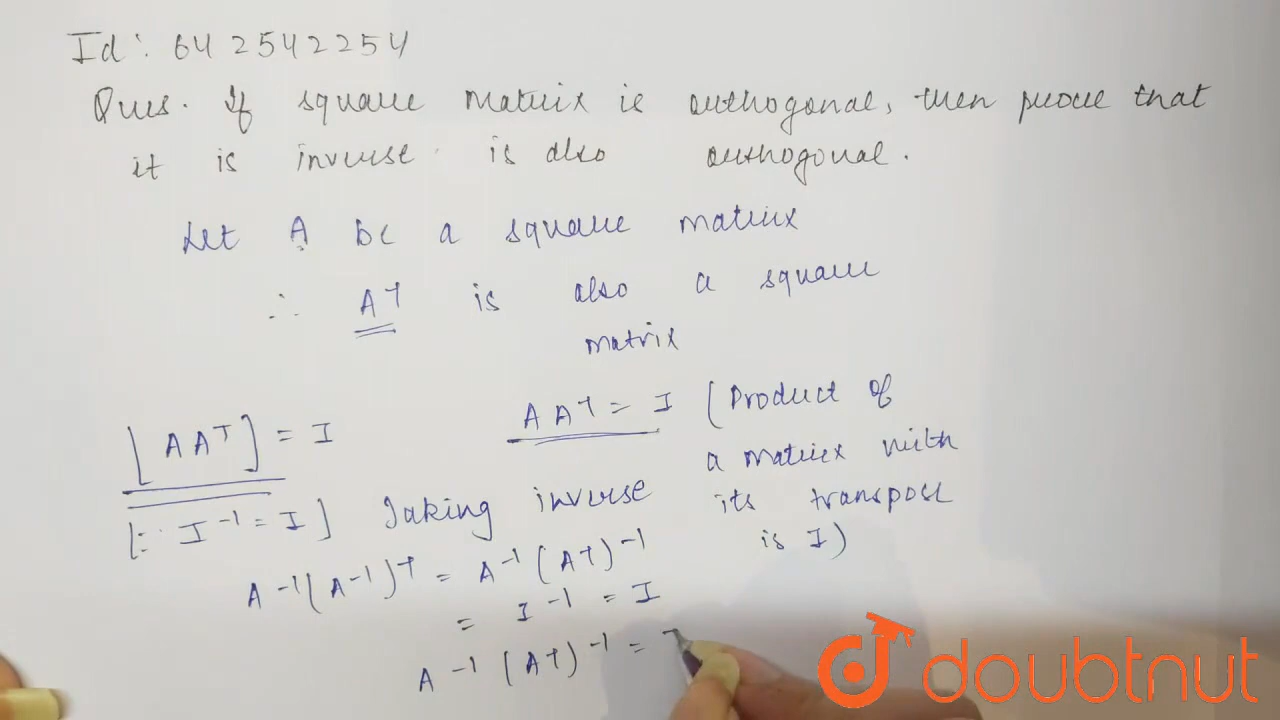 Id: 642542254
Ques. If square matrix is orthogonal, then prove that
it is inverse is also orthogonal.
Let A be a square matrix
∴ A^T is also a square
matrix
AA^T = I (Product of
a matrix with
its transpose
is I)
[AA^T] = I
[∵ I^-1 = I] Taking inverse
A^-1(A^-1)^T = A^-1(A^T)^-1
= I^-1 = I
A^-1(A^T)^-1 =
doubtnut